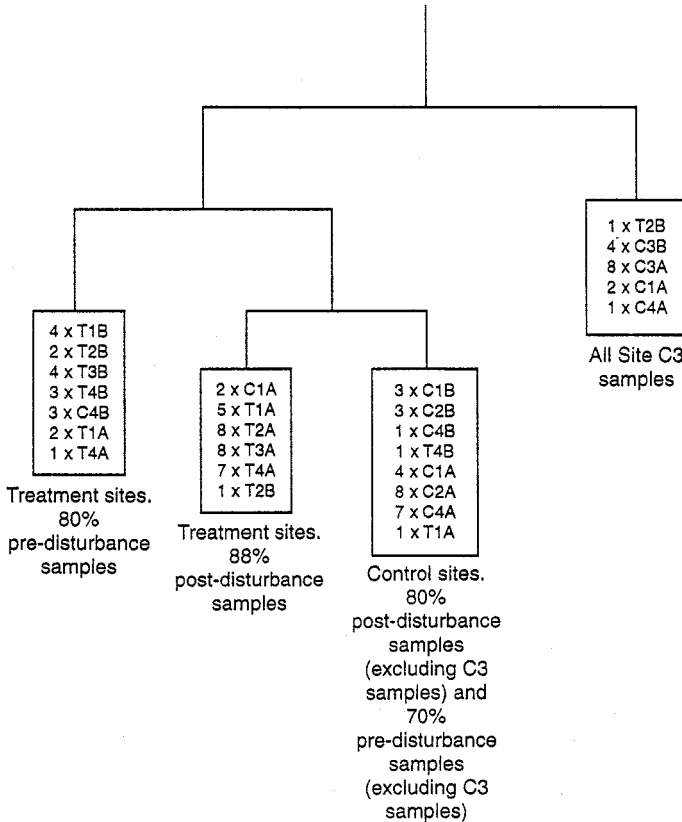 1 x T2B
4 x C3B
8 x C3A
2 x C1A
1 x C4A
All Site C3
samples
4 x T1B
2 x T2B
4 x T3B
3 x T4B
3 x C4B
2 x T1A
1 x T4A
Treatment sites.
80%
pre-disturbance
samples
2 x C1A
5 x T1A
8 x T2A
8 x T3A
7 x T4A
1 x T2B
Treatment sites.
88%
post-disturbance
samples
3 x C1B
3 x C2B
1 x C4B
1 x T4B
4 x C1A
8 x C2A
7 x C4A
1 x T1A
Control sites.
80%
post-disturbance
samples
(excluding C3
samples) and
70%
pre-disturbance
samples
(excluding C3
samples)